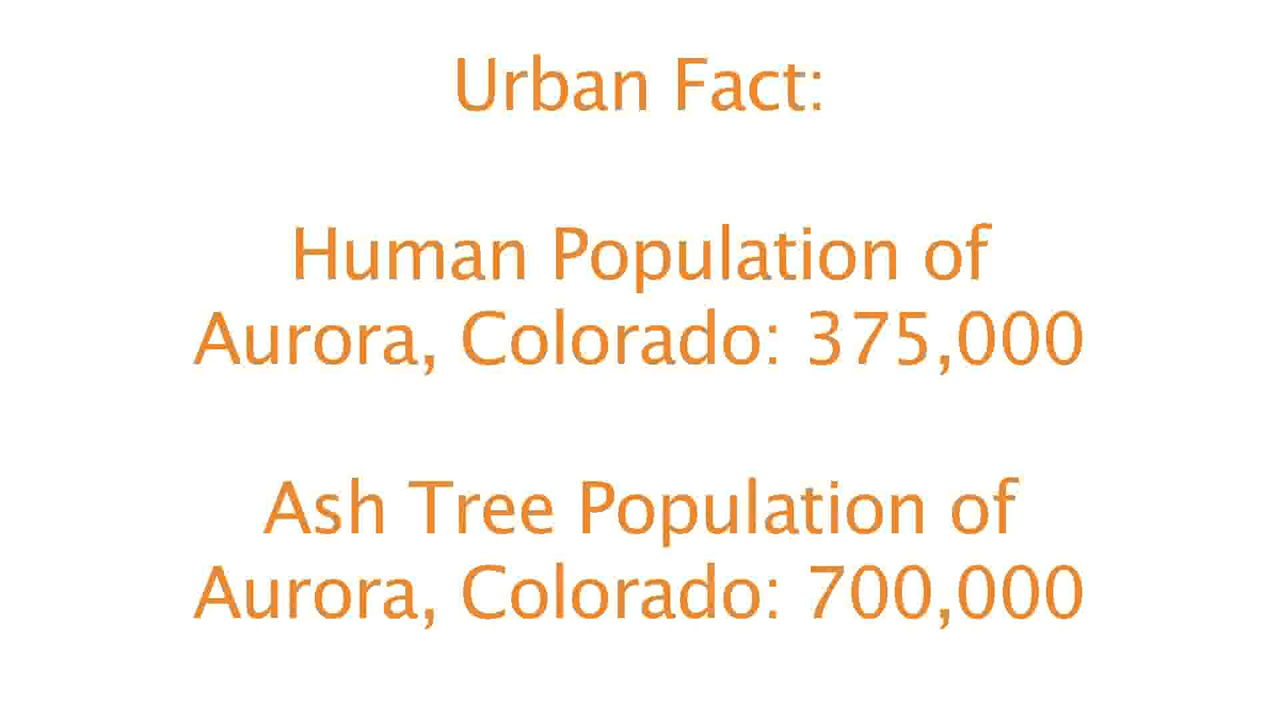 Urban Fact:
Human Population of
Aurora, Colorado: 375,000
Ash Tree Population of
Aurora, Colorado: 700,000